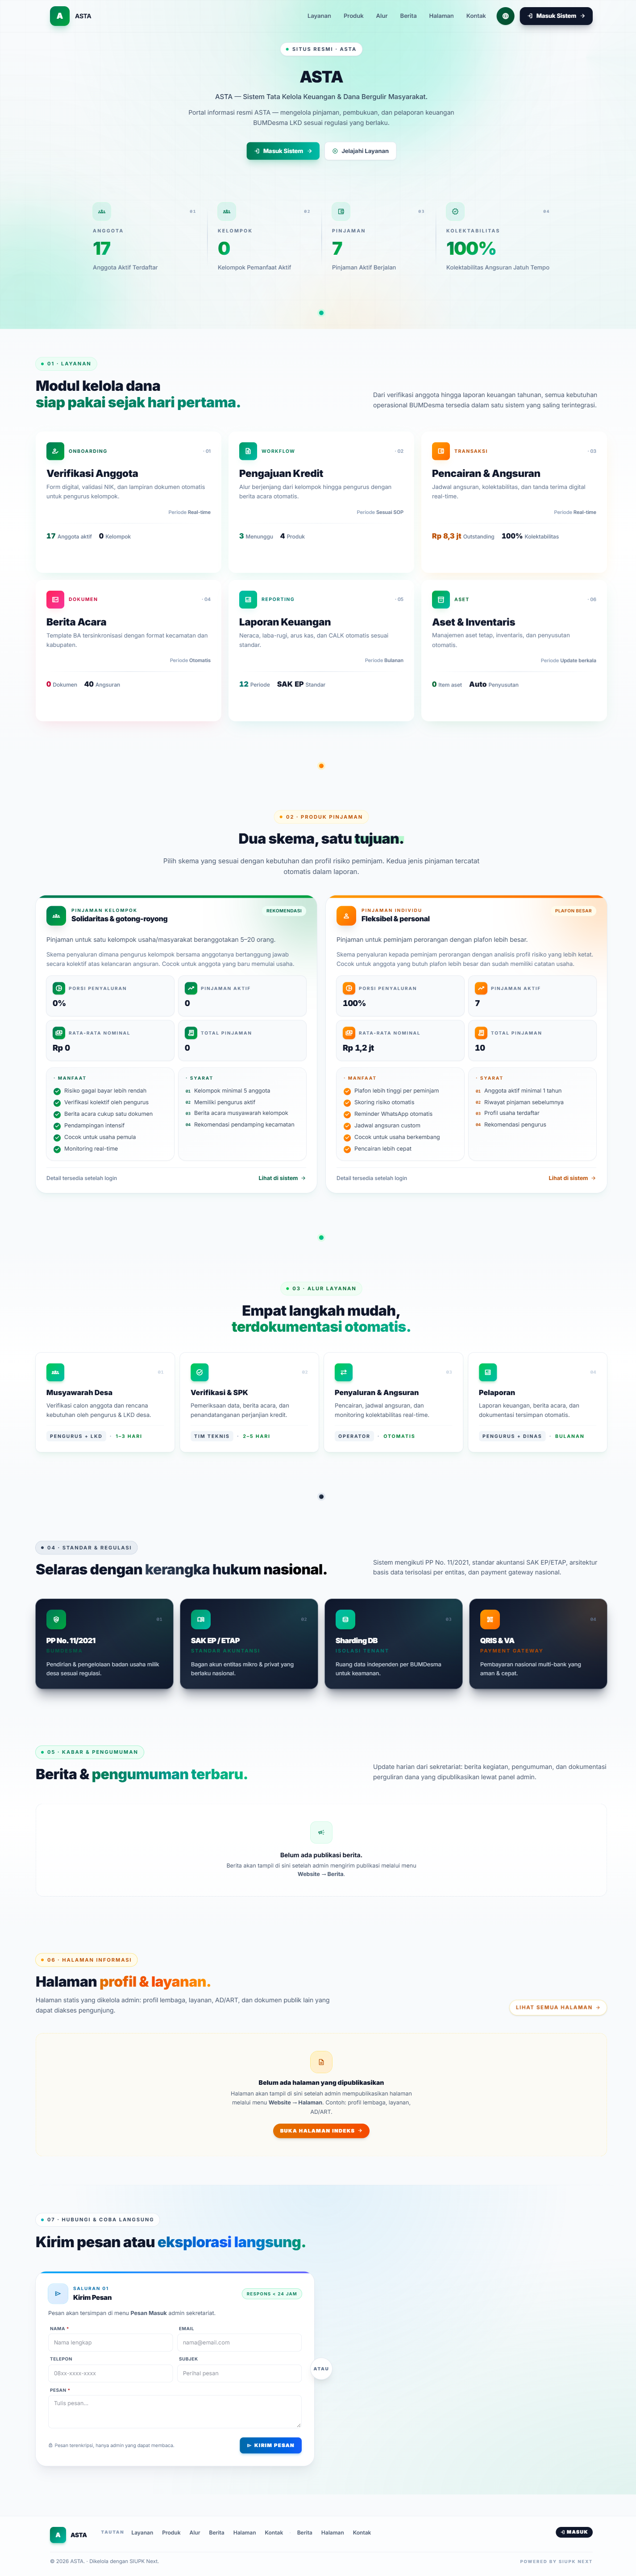 A ASTA Layanan Produk Alur Berita Halaman Kontak Masuk Sistem →
SITUS RESMI · ASTA
ASTA
ASTA — Sistem Tata Kelola Keuangan & Dana Bergulir Masyarakat.
Portal informasi resmi ASTA — mengelola pinjaman, pembukuan, dan pelaporan keuangan
BUMDesma LKD sesuai regulasi yang berlaku.
Masuk Sistem → Jelajahi Layanan
01 02 03 04
ANGGOTA KELOMPOK PINJAMAN KOLEKTABILITAS
17 0 7 100%
Anggota Aktif Terdaftar Kelompok Pemanfaat Aktif Pinjaman Aktif Berjalan Kolektabilitas Angsuran Jatuh Tempo
01 · LAYANAN
Modul kelola dana
siap pakai sejak hari pertama.
Dari verifikasi anggota hingga laporan keuangan tahunan, semua kebutuhan
operasional BUMDesma tersedia dalam satu sistem yang saling terintegrasi.
ONBOARDING · 01
Verifikasi Anggota
Form digital, validasi NIK, dan lampiran dokumen otomatis
untuk pengurus kelompok.
Periode Real-time
17 Anggota aktif 0 Kelompok
WORKFLOW · 02
Pengajuan Kredit
Alur berjenjang dari kelompok hingga pengurus dengan
berita acara otomatis.
Periode Sesuai SOP
3 Menunggu 4 Produk
TRANSAKSI · 03
Pencairan & Angsuran
Jadwal angsuran, kolektabilitas, dan tanda terima digital
real-time.
Periode Real-time
Rp 8,3 jt Outstanding 100% Kolektabilitas
DOKUMEN · 04
Berita Acara
Template BA tersinkronisasi dengan format kecamatan dan
kabupaten.
Periode Otomatis
0 Dokumen 40 Angsuran
REPORTING · 05
Laporan Keuangan
Neraca, laba-rugi, arus kas, dan CALK otomatis sesuai
standar.
Periode Bulanan
12 Periode SAK EP Standar
ASET · 06
Aset & Inventaris
Manajemen aset tetap, inventaris, dan penyusutan
otomatis.
Periode Update berkala
0 Item aset Auto Penyusutan
02 · PRODUK PINJAMAN
Dua skema, satu tujuan.
Pilih skema yang sesuai dengan kebutuhan dan profil risiko peminjam. Kedua jenis pinjaman tercatat
otomatis dalam laporan.
PINJAMAN KELOMPOK
Solidaritas & gotong-royong
REKOMENDASI
Pinjaman untuk satu kelompok usaha/masyarakat beranggotakan 5–20 orang.
Skema penyaluran dimana pengurus kelompok bersama anggotanya bertanggung jawab
secara kolektif atas kelancaran angsuran. Cocok untuk anggota yang baru memulai usaha.
PORSI PENYALURAN
0%
PINJAMAN AKTIF
0
RATA-RATA NOMINAL
Rp 0
TOTAL PINJAMAN
0
· MANFAAT
Risiko gagal bayar lebih rendah
Verifikasi kolektif oleh pengurus
Berita acara cukup satu dokumen
Pendampingan intensif
Cocok untuk usaha pemula
Monitoring real-time
· SYARAT
01 Kelompok minimal 5 anggota
02 Memiliki pengurus aktif
03 Berita acara musyawarah kelompok
04 Rekomendasi pendamping kecamatan
Detail tersedia setelah login Lihat di sistem →
PINJAMAN INDIVIDU
Fleksibel & personal
PLAFON BESAR
Pinjaman untuk peminjam perorangan dengan plafon lebih besar.
Skema penyaluran kepada peminjam perorangan dengan analisis profil risiko yang lebih ketat.
Cocok untuk anggota yang butuh plafon lebih besar dan sudah memiliki catatan usaha.
PORSI PENYALURAN
100%
PINJAMAN AKTIF
7
RATA-RATA NOMINAL
Rp 1,2 jt
TOTAL PINJAMAN
10
· MANFAAT
Plafon lebih tinggi per peminjam
Skoring risiko otomatis
Reminder WhatsApp otomatis
Jadwal angsuran custom
Cocok untuk usaha berkembang
Pencairan lebih cepat
· SYARAT
01 Anggota aktif minimal 1 tahun
02 Riwayat pinjaman sebelumnya
03 Profil usaha terdaftar
04 Rekomendasi pengurus
Detail tersedia setelah login Lihat di sistem →
03 · ALUR LAYANAN
Empat langkah mudah,
terdokumentasi otomatis.
01
Musyawarah Desa
Verifikasi calon anggota dan rencana
kebutuhan oleh pengurus & LKD desa.
PENGURUS + LKD · 1–3 HARI
02
Verifikasi & SPK
Pemeriksaan data, berita acara, dan
penandatanganan perjanjian kredit.
TIM TEKNIS · 2–5 HARI
03
Penyaluran & Angsuran
Pencairan, jadwal angsuran, dan
monitoring kolektabilitas real-time.
OPERATOR · OTOMATIS
04
Pelaporan
Laporan keuangan, berita acara, dan
dokumentasi tersimpan otomatis.
PENGURUS + DINAS · BULANAN
04 · STANDAR & REGULASI
Selaras dengan kerangka hukum nasional.
Sistem mengikuti PP No. 11/2021, standar akuntansi SAK EP/ETAP, arsitektur
basis data terisolasi per entitas, dan payment gateway nasional.
01
PP No. 11/2021
BUMDESMA
Pendirian & pengelolaan badan usaha milik
desa sesuai regulasi.
02
SAK EP / ETAP
STANDAR AKUNTANSI
Bagan akun entitas mikro & privat yang
berlaku nasional.
03
Sharding DB
ISOLASI TENANT
Ruang data independen per BUMDesma
untuk keamanan.
04
QRIS & VA
PAYMENT GATEWAY
Pembayaran nasional multi-bank yang
aman & cepat.
05 · KABAR & PENGUMUMAN
Berita & pengumuman terbaru.
Update harian dari sekretariat: berita kegiatan, pengumuman, dan dokumentasi
perguliran dana yang dipublikasikan lewat panel admin.
Belum ada publikasi berita.
Berita akan tampil di sini setelah admin mengirim publikasi melalui menu
Website → Berita.
06 · HALAMAN INFORMASI
Halaman profil & layanan.
Halaman statis yang dikelola admin: profil lembaga, layanan, AD/ART, dan dokumen publik lain yang
dapat diakses pengunjung.
LIHAT SEMUA HALAMAN →
Belum ada halaman yang dipublikasikan
Halaman akan tampil di sini setelah admin mempublikasikan halaman
melalui menu Website → Halaman. Contoh: profil lembaga, layanan,
AD/ART.
BUKA HALAMAN INDEKS →
07 · HUBUNGI & COBA LANGSUNG
Kirim pesan atau eksplorasi langsung.
SALURAN 01
Kirim Pesan
RESPONS < 24 JAM
Pesan akan tersimpan di menu Pesan Masuk admin sekretariat.
NAMA * EMAIL
Nama lengkap nama@email.com
TELEPON SUBJEK
08xx-xxxx-xxxx Perihal pesan
PESAN *
Tulis pesan...
Pesan terenkripsi, hanya admin yang dapat membaca.
KIRIM PESAN
ATAU
A ASTA TAUTAN Layanan Produk Alur Berita Halaman Kontak Berita Halaman Kontak MASUK
© 2026 ASTA. · Dikelola dengan SIUPK Next. POWERED BY SIUPK NEXT